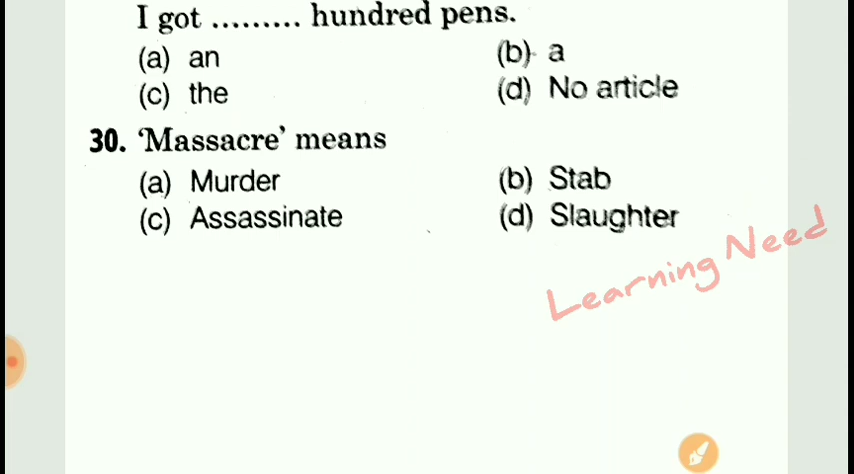 I got ......... hundred pens.
(a) an (b) a
(c) the (d) No article
30. ‘Massacre’ means
(a) Murder (b) Stab
(c) Assassinate (d) Slaughter
Learning Need